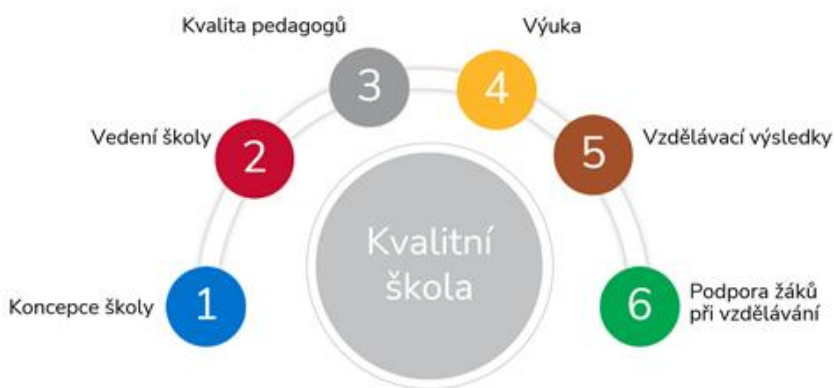 Kvalita pedagogů
Výuka
3
4
Vedení školy
2
5
Vzdělávací výsledky
Kvalitní
škola
Koncepce školy
1
6
Podpora žáků
při vzdělávání